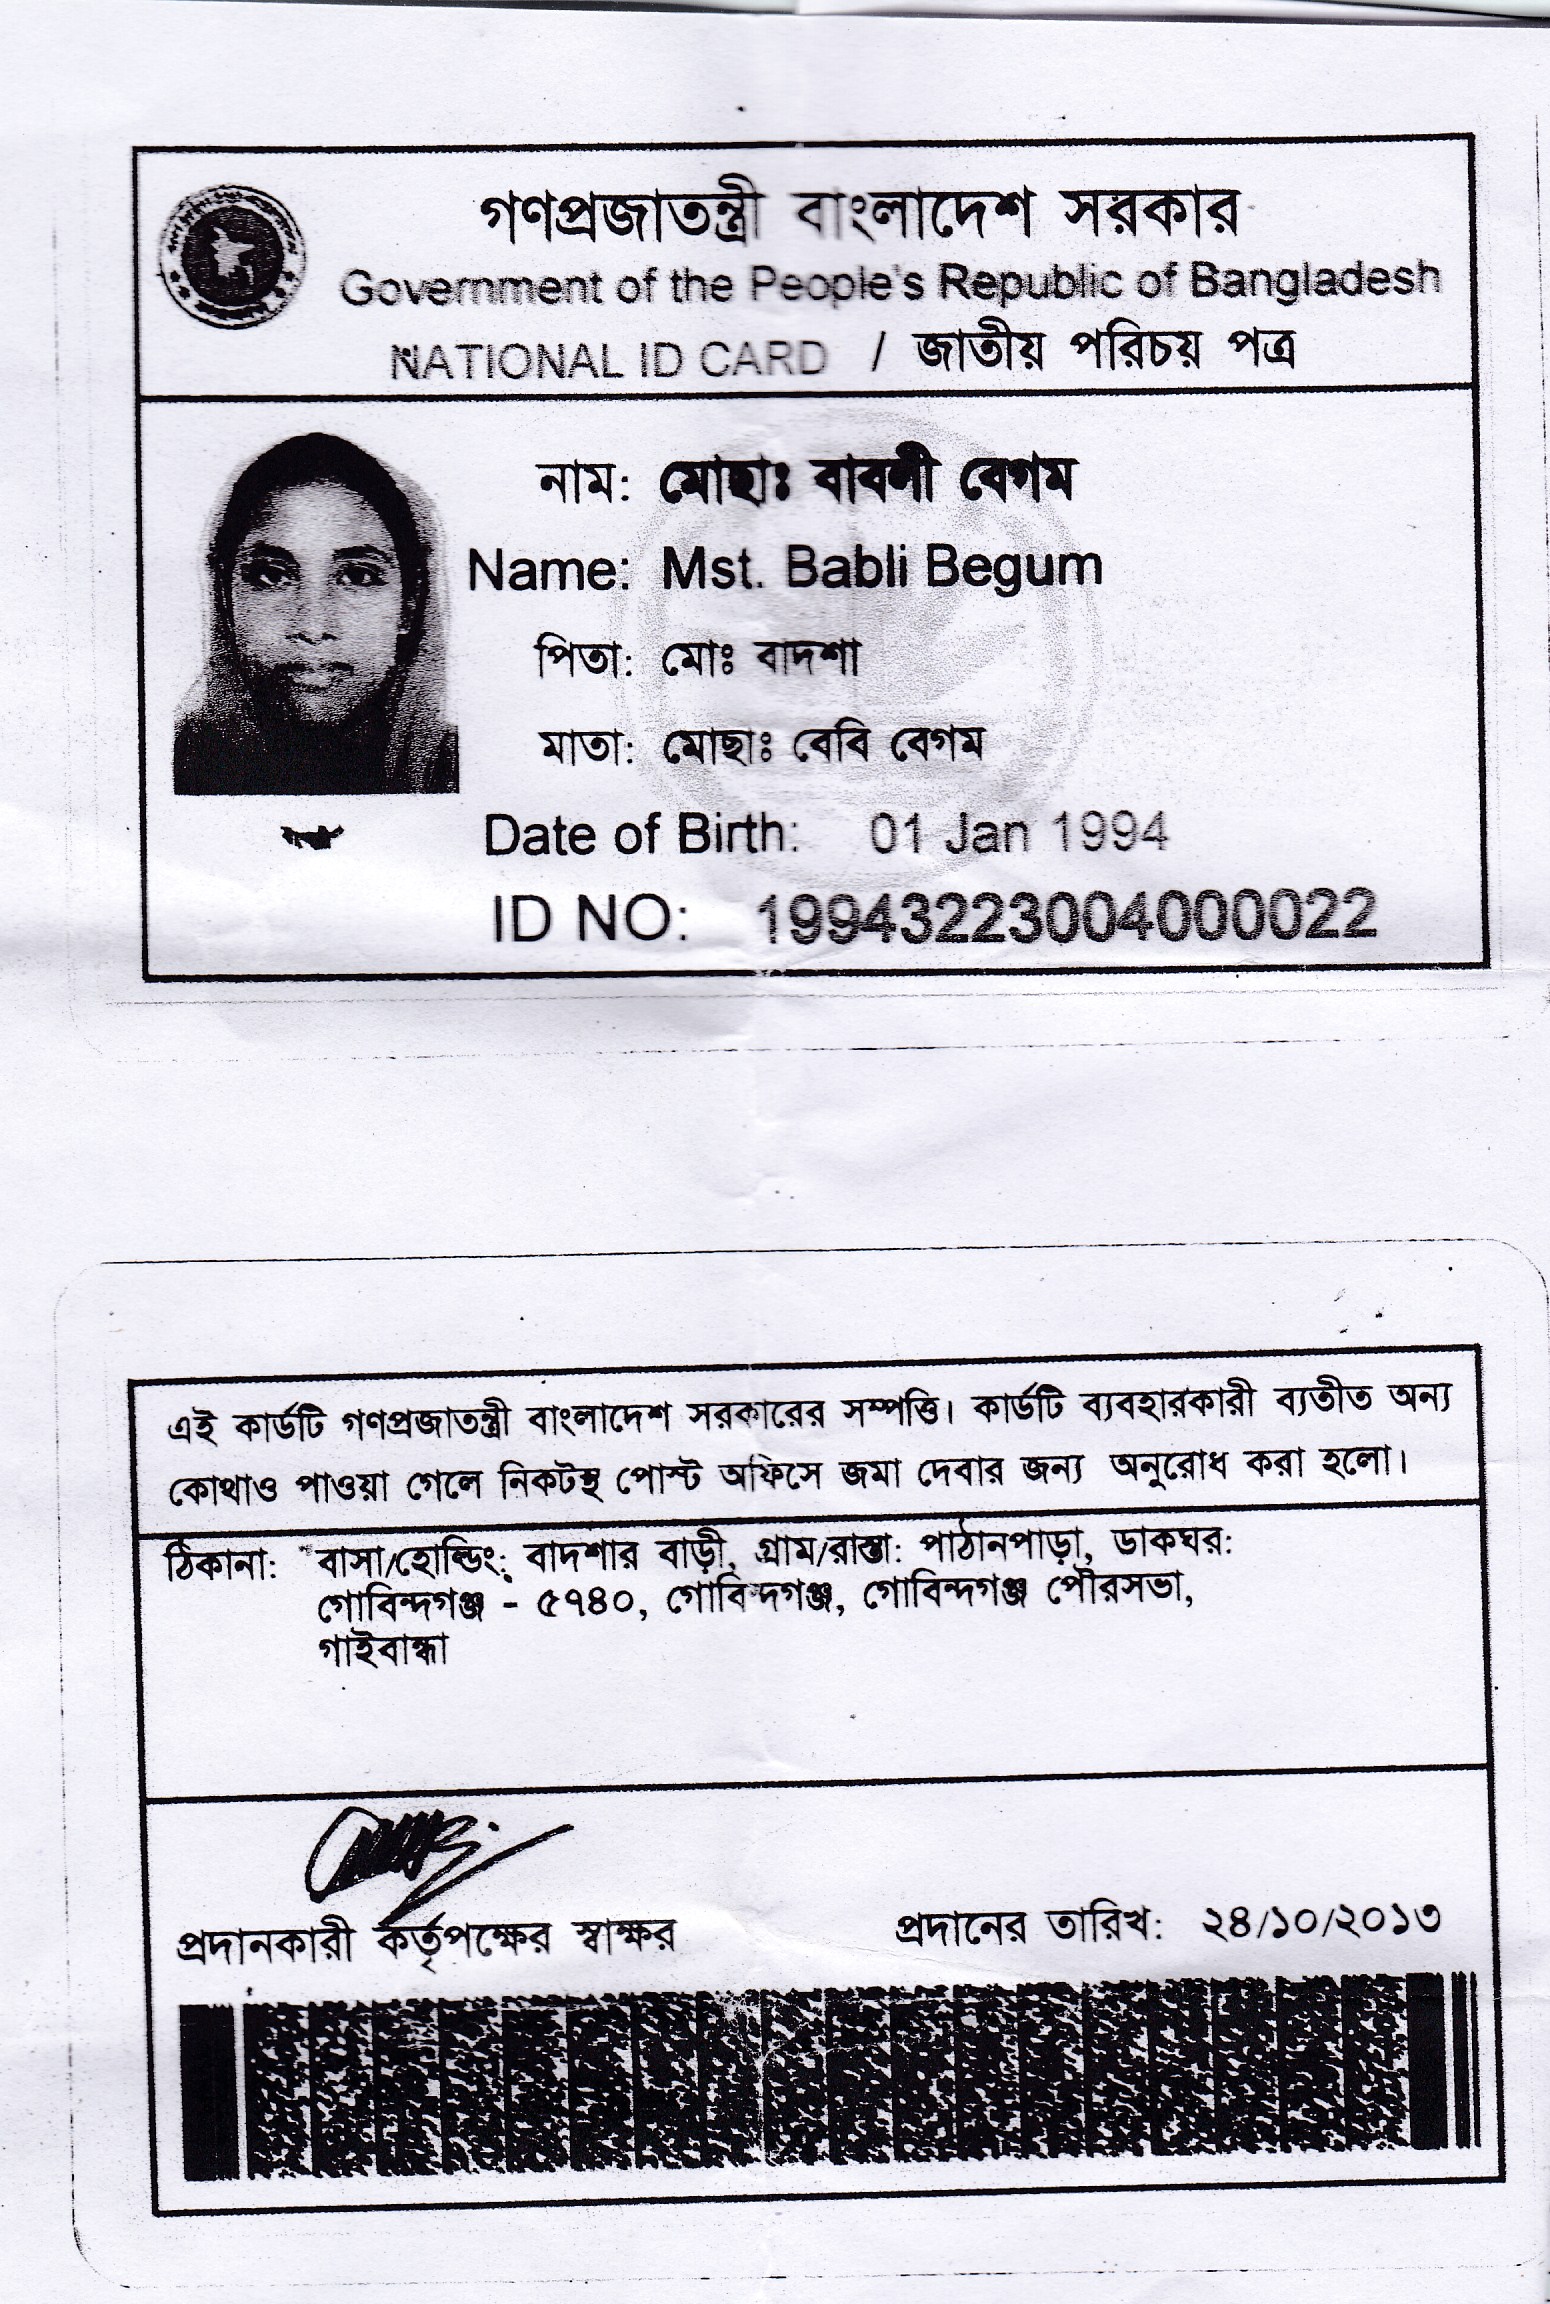 গণপ্রজাতন্ত্রী বাংলাদেশ সরকার
Government of the People's Republic of Bangladesh
NATIONAL ID CARD / জাতীয় পরিচয় পত্র
নাম: মোছাঃ বাবলী বেগম
Name: Mst. Babli Begum
পিতা: মোঃ বাদশা
মাতা: মোছাঃ বেবি বেগম
Date of Birth: 01 Jan 1994
ID NO: 19943223004000022
এই কার্ডটি গণপ্রজাতন্ত্রী বাংলাদেশ সরকারের সম্পত্তি। কার্ডটি ব্যবহারকারী ব্যতীত অন্য
কোথাও পাওয়া গেলে নিকটস্থ পোস্ট অফিসে জমা দেবার জন্য অনুরোধ করা হলো।
ঠিকানা: বাসা/হোল্ডিং: বাদশার বাড়ী, গ্রাম/রাস্তা: পাঠানপাড়া, ডাকঘর:
গোবিন্দগঞ্জ - ৫৭৪০, গোবিন্দগঞ্জ, গোবিন্দগঞ্জ পৌরসভা,
গাইবান্ধা
প্রদানকারী কর্তৃপক্ষের স্বাক্ষর প্রদানের তারিখ: ২৪/১০/২০১৩